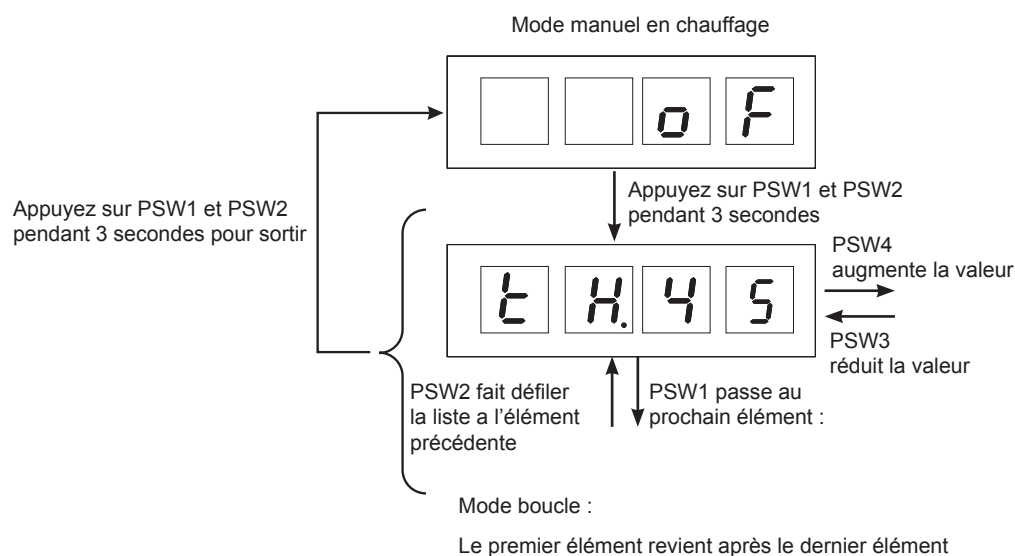 Mode manuel en chauffage
oF
Appuyez sur PSW1 et PSW2
pendant 3 secondes pour sortir
Appuyez sur PSW1 et PSW2
pendant 3 secondes
tH.45
PSW4
augmente la valeur
PSW3
réduit la valeur
PSW2 fait défiler
la liste a l'élément
précédente
PSW1 passe au
prochain élément :
Mode boucle :
Le premier élément revient après le dernier élément